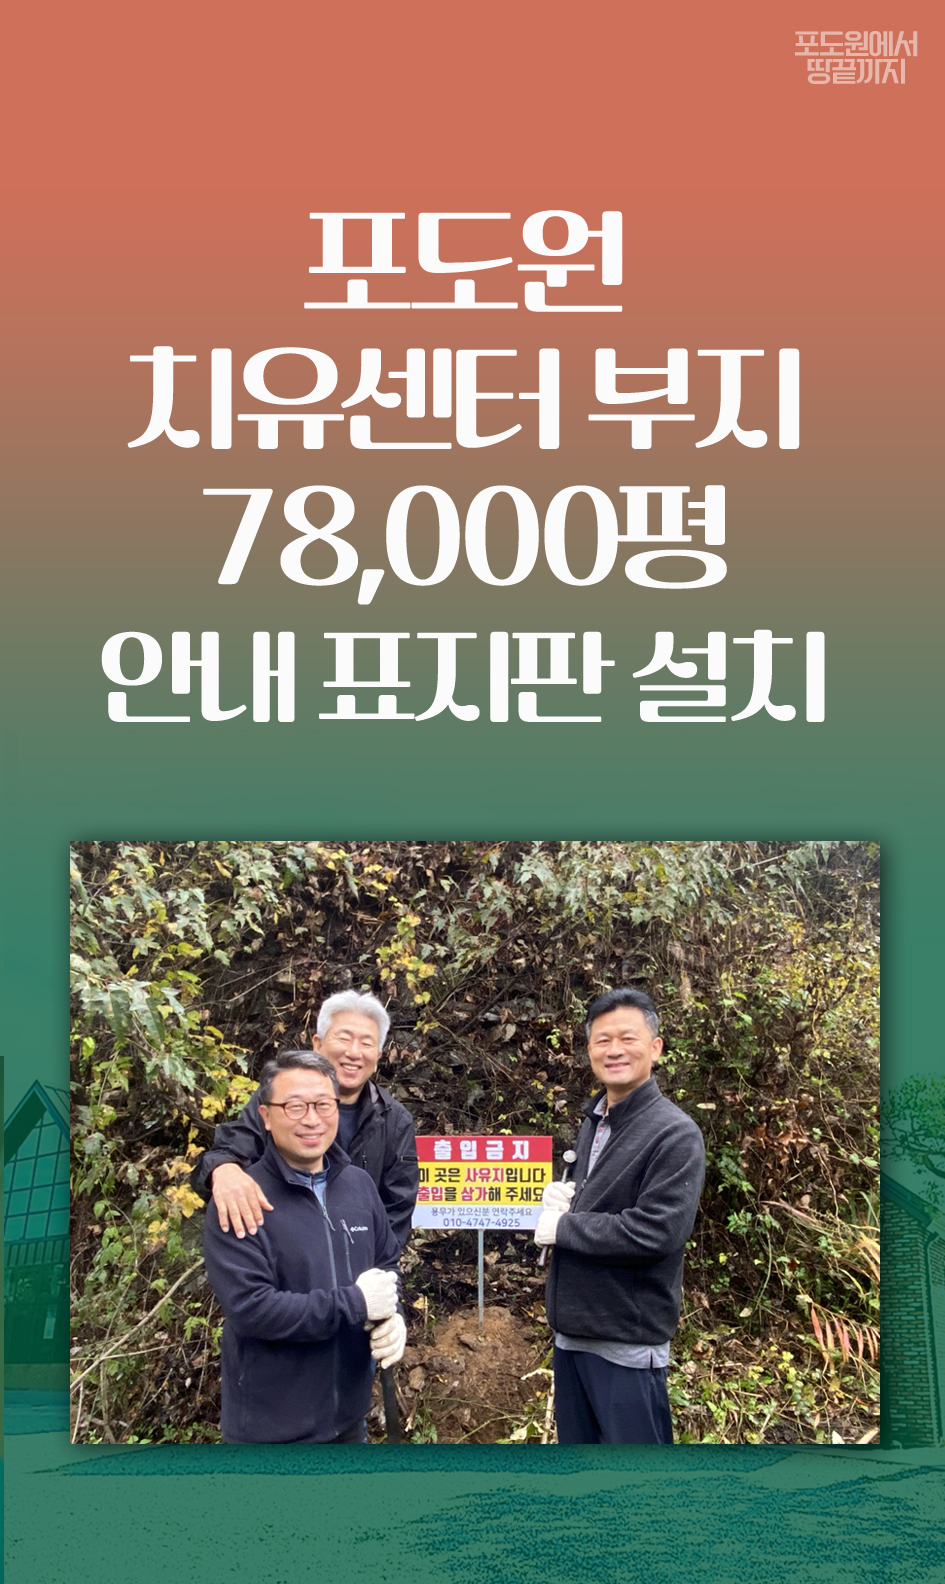 포도원에서
땅끝까지
포도원
치유센터 부지
78,000평
안내 표지판 설치
출입금지
이 곳은 사유지입니다
출입을 삼가해 주세요
용무가 있으신분 연락주세요
010-4747-4925
Columbia